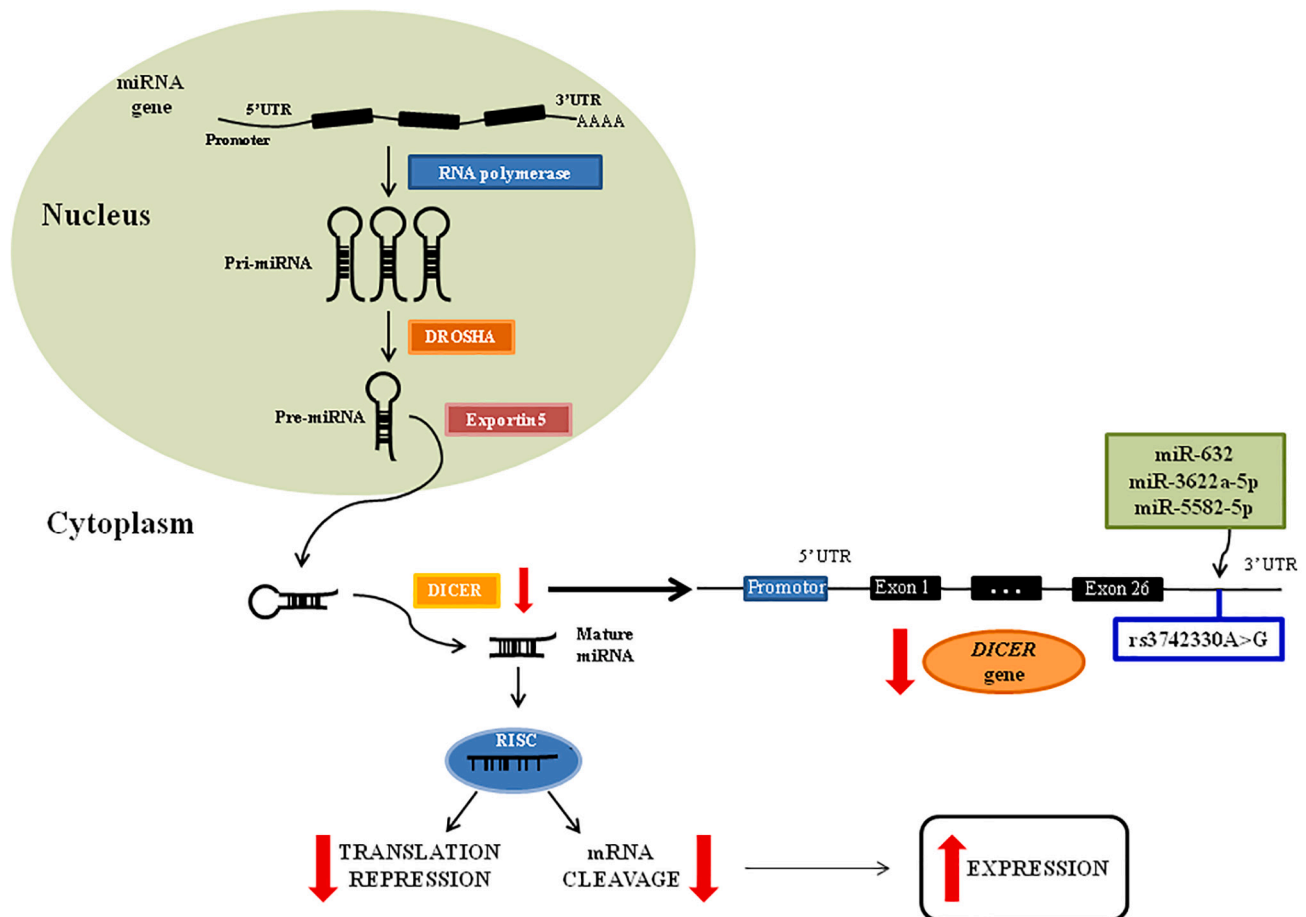 miRNA
gene
5'UTR
3'UTR
AAAA
Promoter
RNA polymerase
Nucleus
Pri-miRNA
DROSHA
Pre-miRNA
Exportin5
miR-632
miR-3622a-5p
miR-5582-5p
Cytoplasm
5'UTR
3'UTR
DICER
Promotor
Exon 1
...
Exon 26
Mature
miRNA
rs3742330A>G
DICER
gene
RISC
TRANSLATION
REPRESSION
mRNA
CLEAVAGE
EXPRESSION